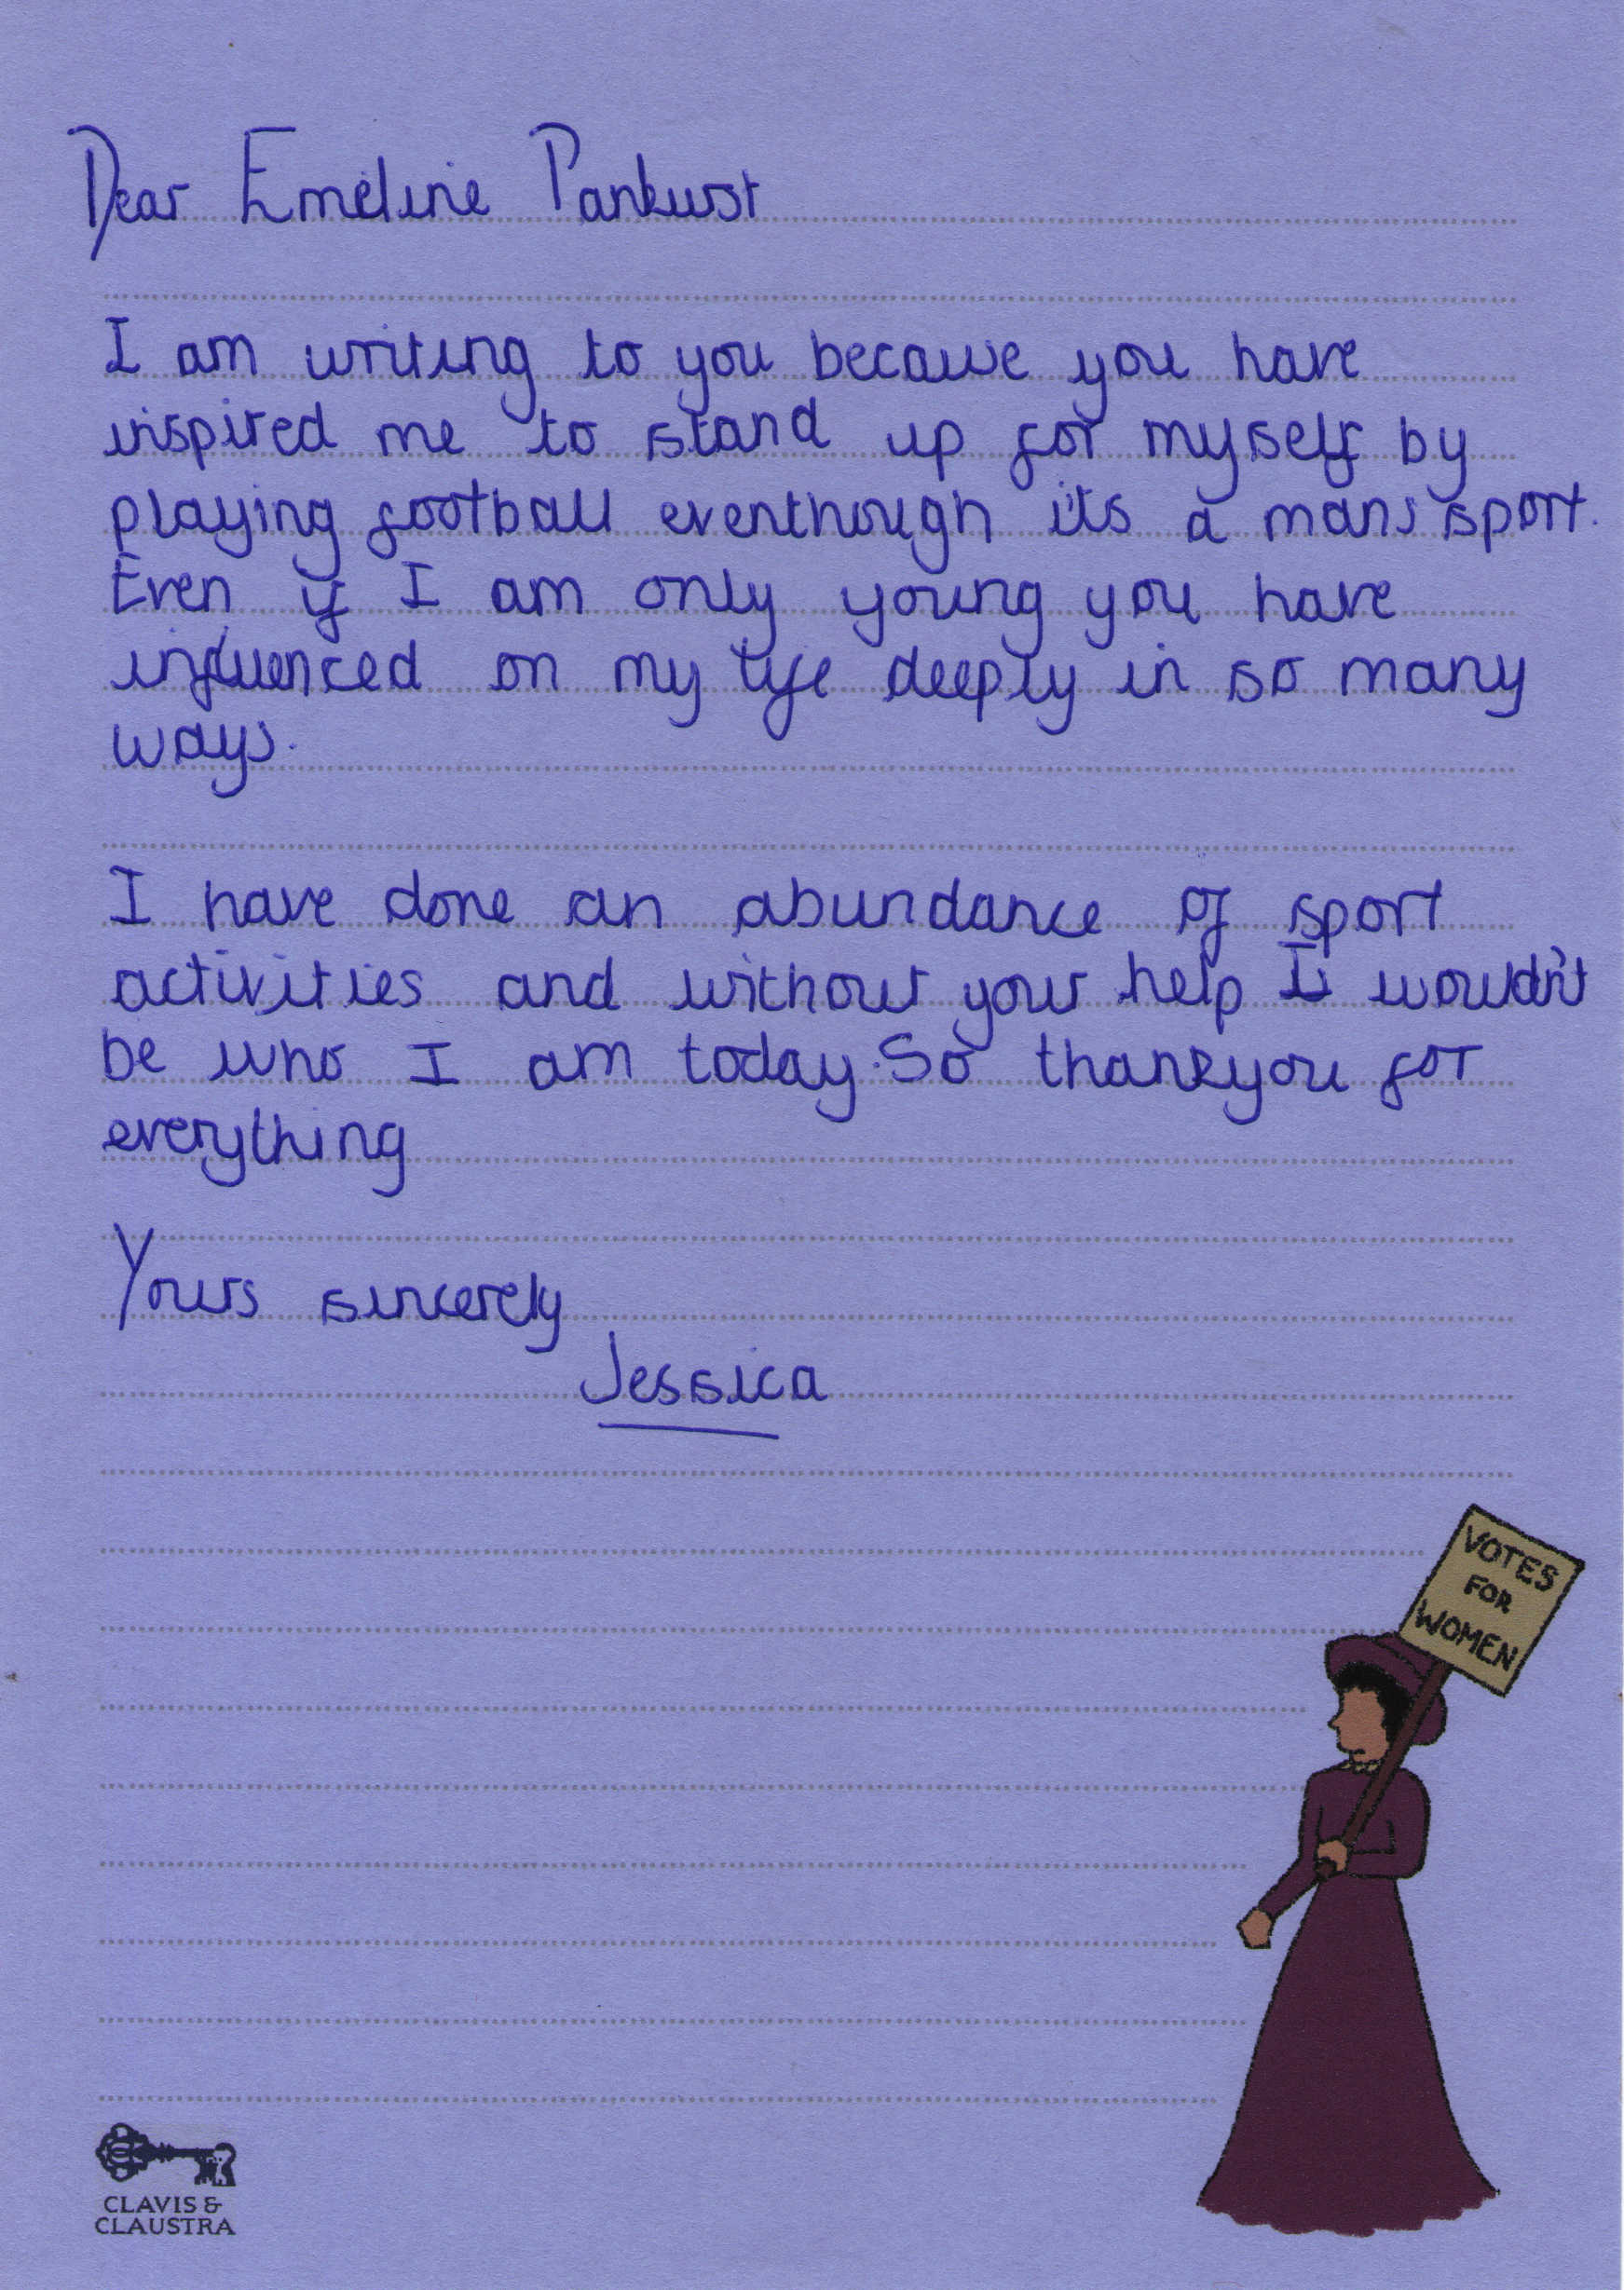 Dear Emeline Pankurst
I am writing to you because you have
inspired me to stand up for myself by
playing football eventhough its a mans sport.
Even if I am only young you have
influenced on my life deeply in so many
ways.
I have done an abundance of sport
activities and without your help I wouldn't
be who I am today. So thankyou for
everything
Yours sincerely
Jessica
VOTES
FOR
WOMEN
CLAVIS &
CLAUSTRA